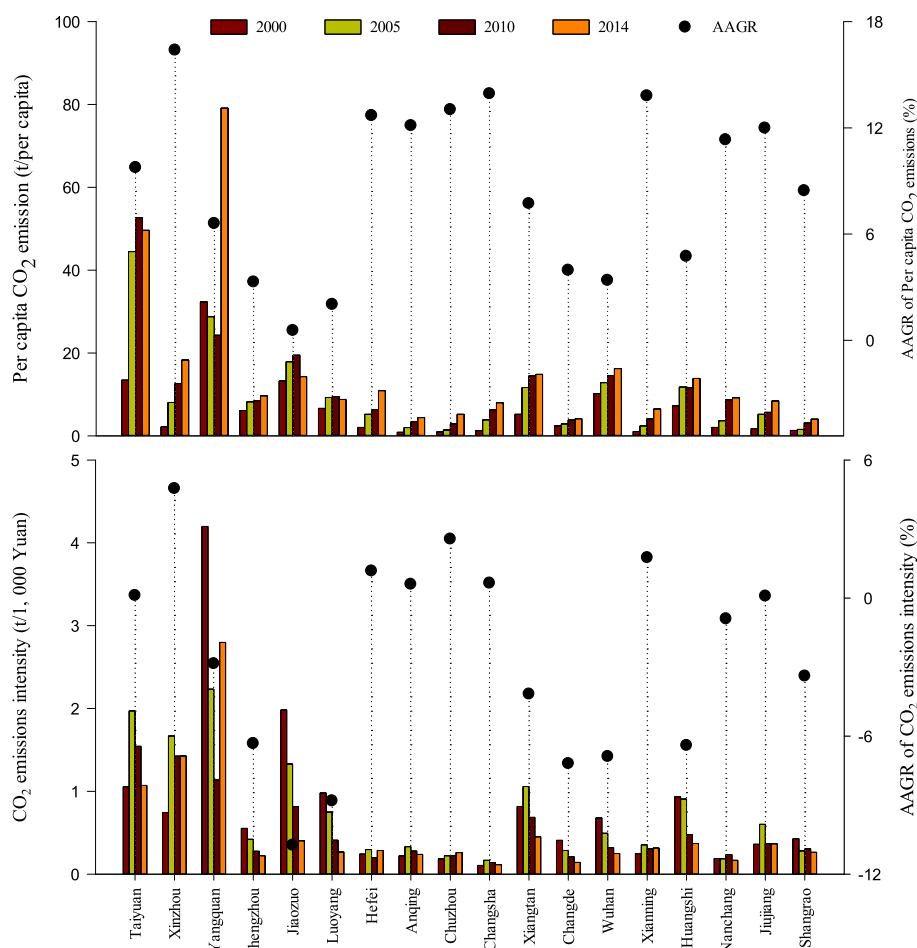 2000 2005 2010 2014 AAGR
Per capita CO2 emission (t/per capita)
100
80
60
40
20
0
18
12
6
0
AAGR of Per capita CO2 emissions (%)
CO2 emissions intensity (t/1, 000 Yuan)
5
4
3
2
1
0
6
0
-6
-12
AAGR of CO2 emissions intensity (%)
Taiyuan
Xinzhou
Yangquan
hengzhou
Jiaozuo
Luoyang
Hefei
Anqing
Chuzhou
Changsha
Xiangtan
Changde
Wuhan
Xianning
Huangshi
Nanchang
Jiujiang
Shangrao